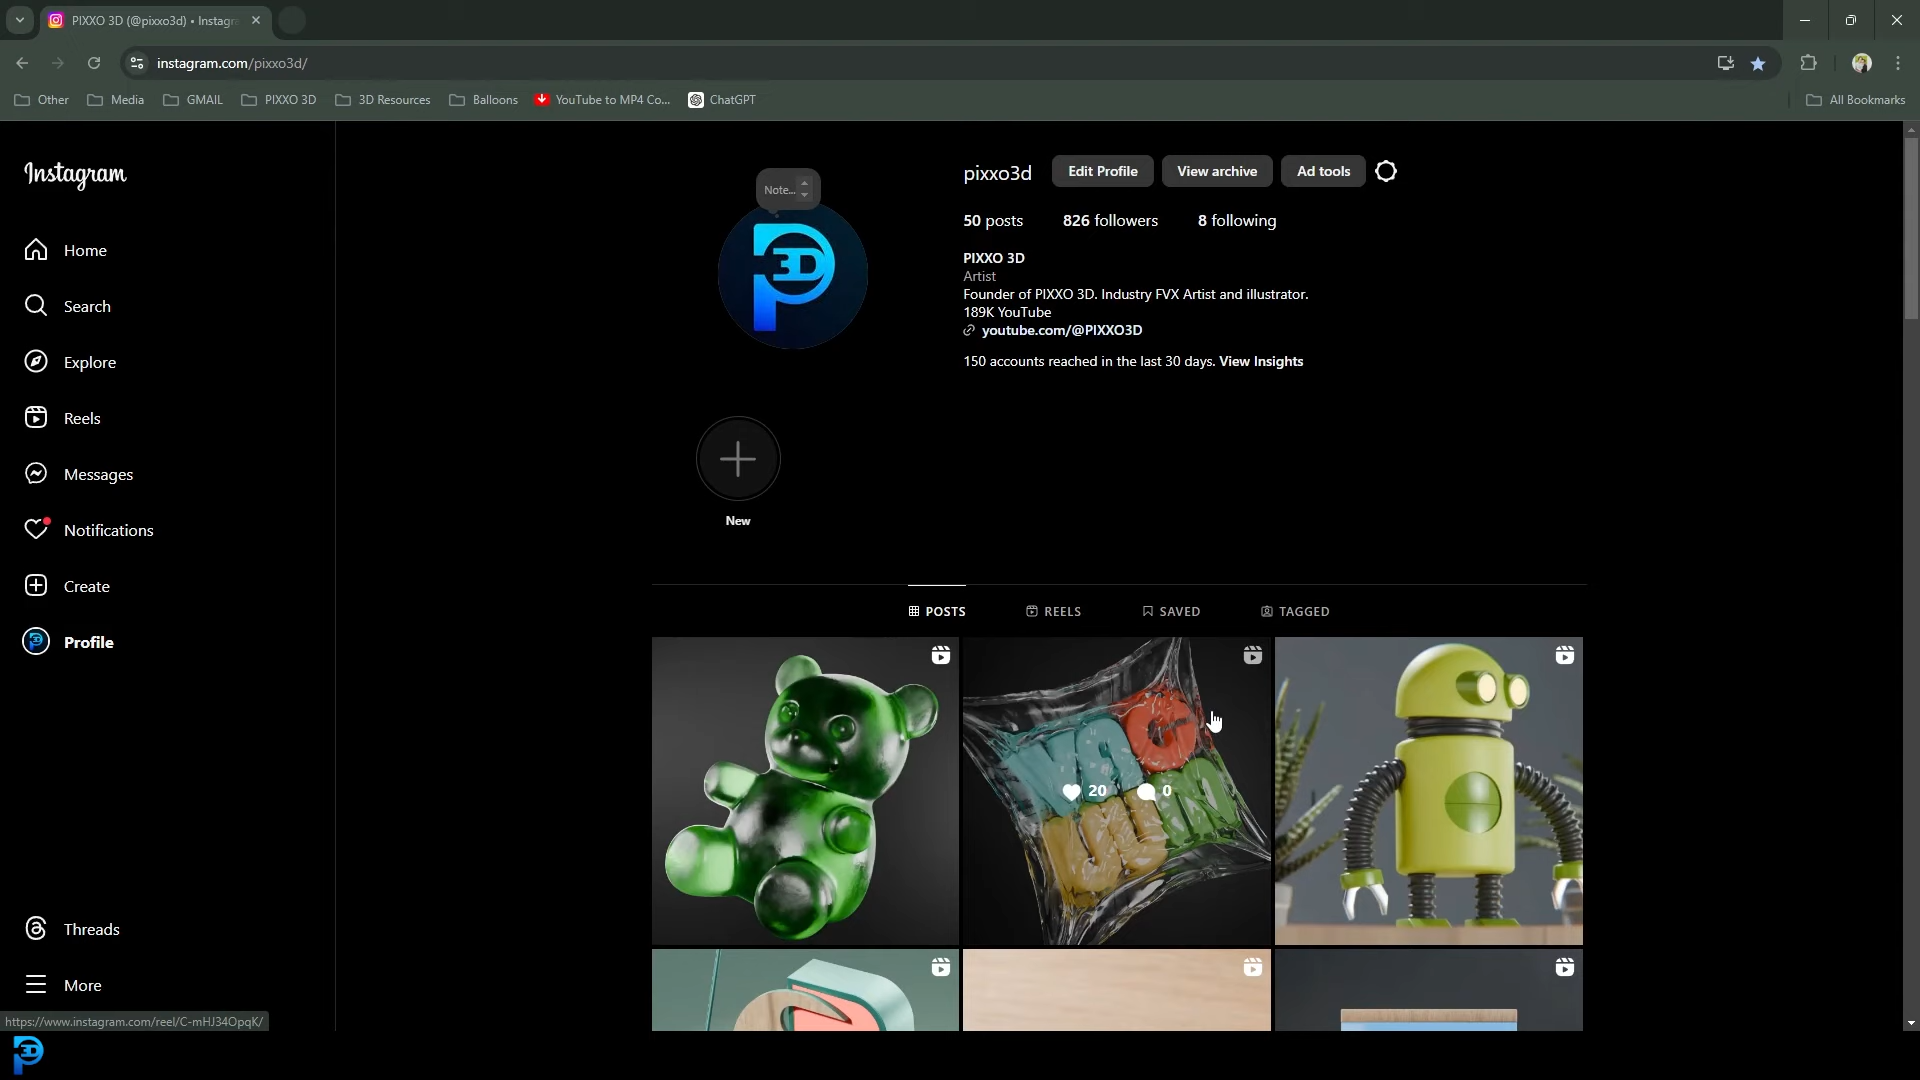 PIXXO 3D (@pixxo3d) • Instagr
instagram.com/pixxo3d/
Other Media GMAIL PIXXO 3D 3D Resources Balloons YouTube to MP4 Co... ChatGPT All Bookmarks
Instagram
Home
Search
Explore
Reels
Messages
Notifications
Create
Profile
Threads
More
https://www.instagram.com/reel/C-mHJ34OpqK/
Note...
P 3D
pixxo3d Edit Profile View archive Ad tools
50 posts 826 followers 8 following
PIXXO 3D
Artist
Founder of PIXXO 3D. Industry FVX Artist and illustrator.
189K YouTube
youtube.com/@PIXXO3D
150 accounts reached in the last 30 days. View Insights
New
POSTS REELS SAVED TAGGED
20 0